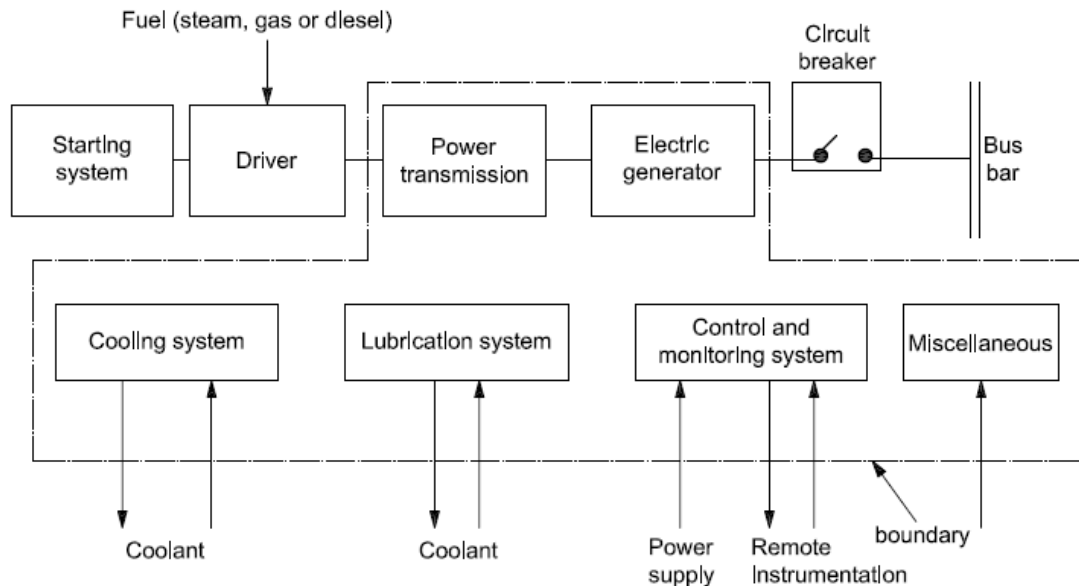 Fuel (steam, gas or diesel)
Circuit
breaker
Starting
system
Driver
Power
transmission
Electric
generator
Bus
bar
Cooling system
Lubrication system
Control and
monitoring system
Miscellaneous
boundary
Coolant
Coolant
Power
supply
Remote
instrumentation